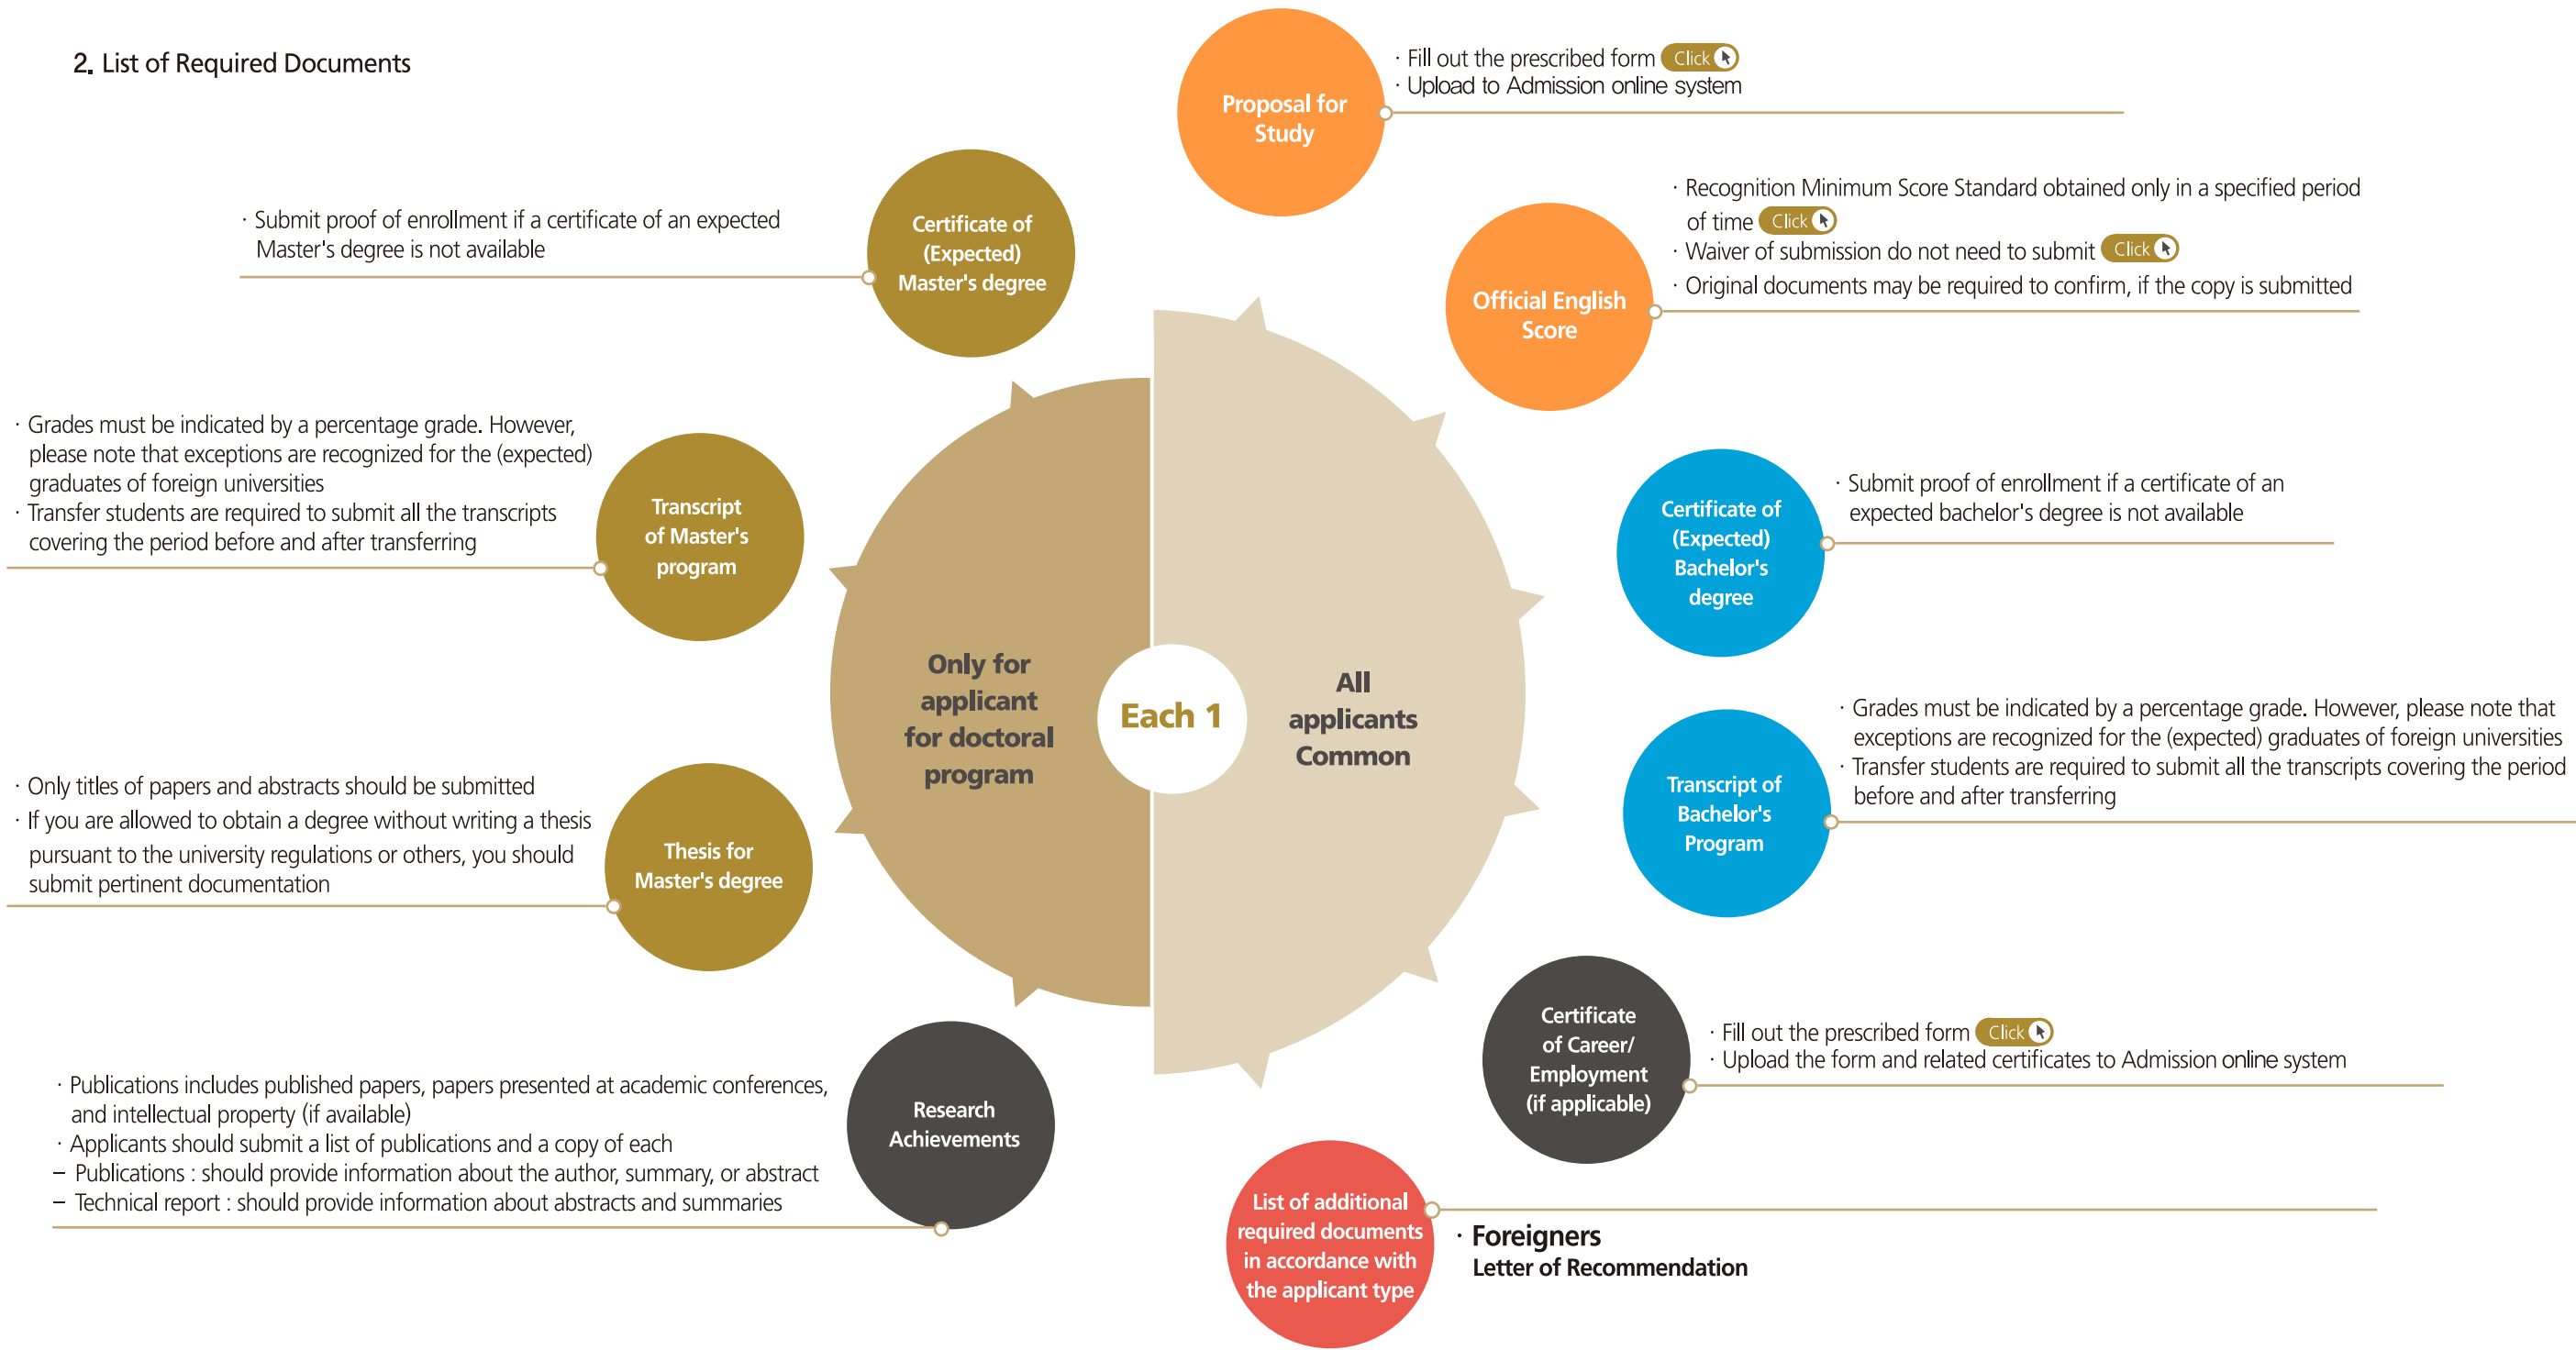 2. List of Required Documents
Proposal for
Study
· Fill out the prescribed form Click
· Upload to Admission online system
Official English
Score
· Recognition Minimum Score Standard obtained only in a specified period
of time Click
· Waiver of submission do not need to submit Click
· Original documents may be required to confirm, if the copy is submitted
Certificate of
(Expected)
Bachelor's
degree
· Submit proof of enrollment if a certificate of an
expected bachelor's degree is not available
Transcript of
Bachelor's
Program
· Grades must be indicated by a percentage grade. However, please note that
exceptions are recognized for the (expected) graduates of foreign universities
· Transfer students are required to submit all the transcripts covering the period
before and after transferring
Certificate
of Career/
Employment
(if applicable)
· Fill out the prescribed form Click
· Upload the form and related certificates to Admission online system
List of additional
required documents
in accordance with
the applicant type
· Foreigners
Letter of Recommendation
All
applicants
Common
Each 1
Only for
applicant
for doctoral
program
· Submit proof of enrollment if a certificate of an expected
Master's degree is not available
Certificate of
(Expected)
Master's degree
· Grades must be indicated by a percentage grade. However,
please note that exceptions are recognized for the (expected)
graduates of foreign universities
· Transfer students are required to submit all the transcripts
covering the period before and after transferring
Transcript
of Master's
program
· Only titles of papers and abstracts should be submitted
· If you are allowed to obtain a degree without writing a thesis
pursuant to the university regulations or others, you should
submit pertinent documentation
Thesis for
Master's degree
· Publications includes published papers, papers presented at academic conferences,
and intellectual property (if available)
· Applicants should submit a list of publications and a copy of each
– Publications : should provide information about the author, summary, or abstract
– Technical report : should provide information about abstracts and summaries
Research
Achievements